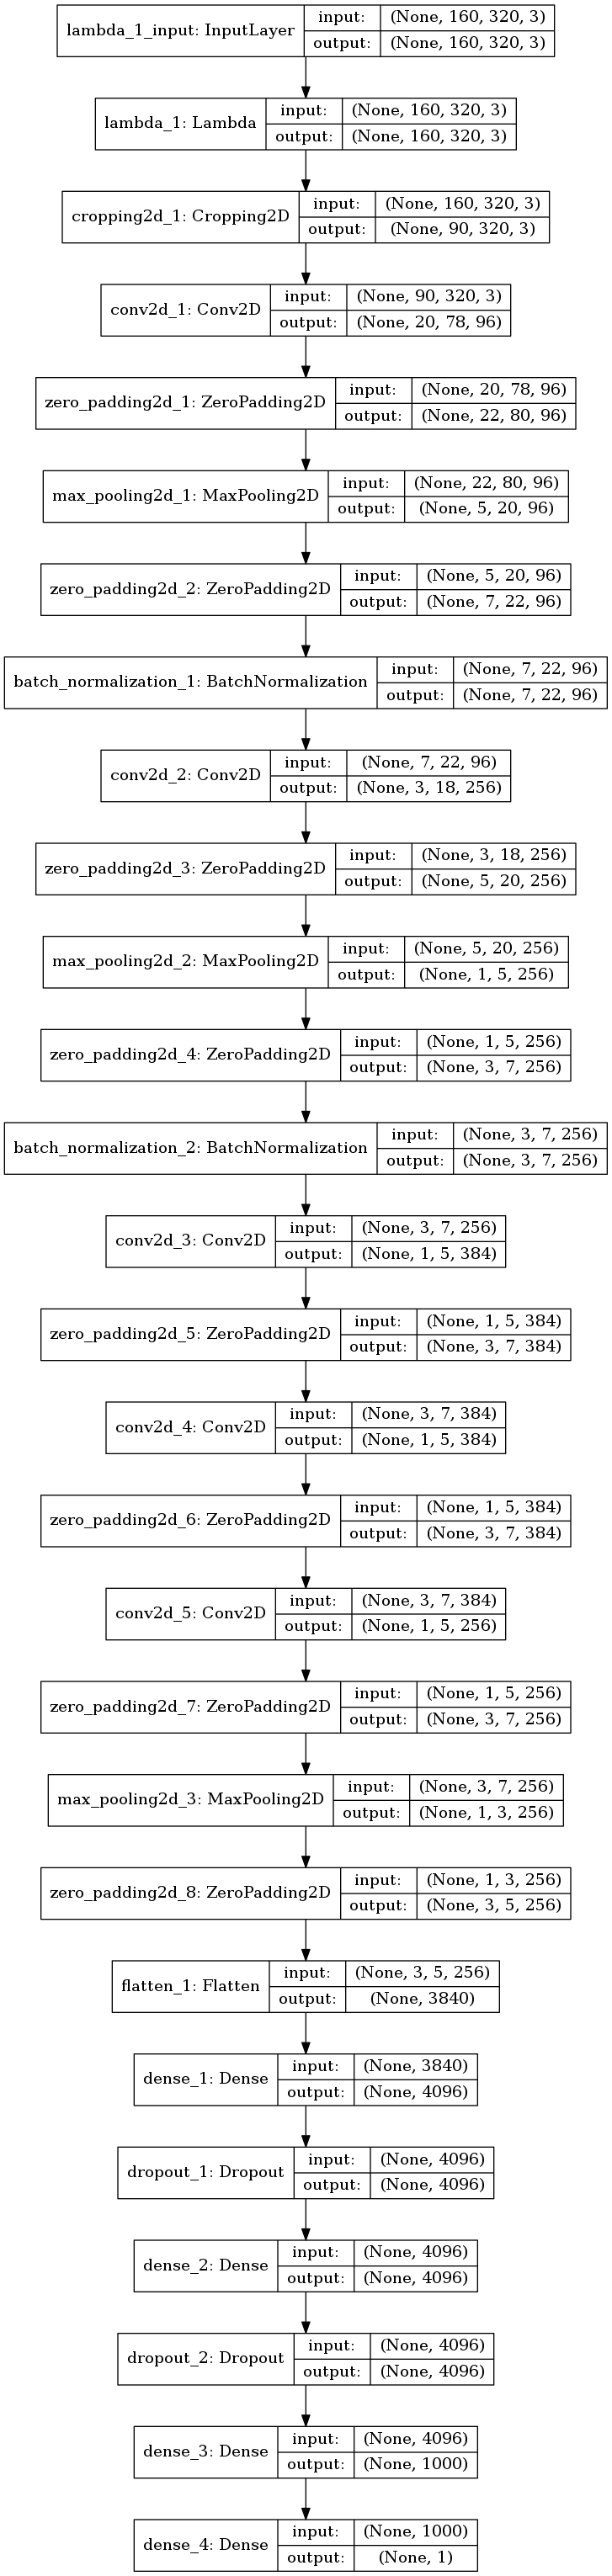 lambda_1_input: InputLayer
input: (None, 160, 320, 3)
output: (None, 160, 320, 3)
lambda_1: Lambda
input: (None, 160, 320, 3)
output: (None, 160, 320, 3)
cropping2d_1: Cropping2D
input: (None, 160, 320, 3)
output: (None, 90, 320, 3)
conv2d_1: Conv2D
input: (None, 90, 320, 3)
output: (None, 20, 78, 96)
zero_padding2d_1: ZeroPadding2D
input: (None, 20, 78, 96)
output: (None, 22, 80, 96)
max_pooling2d_1: MaxPooling2D
input: (None, 22, 80, 96)
output: (None, 5, 20, 96)
zero_padding2d_2: ZeroPadding2D
input: (None, 5, 20, 96)
output: (None, 7, 22, 96)
batch_normalization_1: BatchNormalization
input: (None, 7, 22, 96)
output: (None, 7, 22, 96)
conv2d_2: Conv2D
input: (None, 7, 22, 96)
output: (None, 3, 18, 256)
zero_padding2d_3: ZeroPadding2D
input: (None, 3, 18, 256)
output: (None, 5, 20, 256)
max_pooling2d_2: MaxPooling2D
input: (None, 5, 20, 256)
output: (None, 1, 5, 256)
zero_padding2d_4: ZeroPadding2D
input: (None, 1, 5, 256)
output: (None, 3, 7, 256)
batch_normalization_2: BatchNormalization
input: (None, 3, 7, 256)
output: (None, 3, 7, 256)
conv2d_3: Conv2D
input: (None, 3, 7, 256)
output: (None, 1, 5, 384)
zero_padding2d_5: ZeroPadding2D
input: (None, 1, 5, 384)
output: (None, 3, 7, 384)
conv2d_4: Conv2D
input: (None, 3, 7, 384)
output: (None, 1, 5, 384)
zero_padding2d_6: ZeroPadding2D
input: (None, 1, 5, 384)
output: (None, 3, 7, 384)
conv2d_5: Conv2D
input: (None, 3, 7, 384)
output: (None, 1, 5, 256)
zero_padding2d_7: ZeroPadding2D
input: (None, 1, 5, 256)
output: (None, 3, 7, 256)
max_pooling2d_3: MaxPooling2D
input: (None, 3, 7, 256)
output: (None, 1, 3, 256)
zero_padding2d_8: ZeroPadding2D
input: (None, 1, 3, 256)
output: (None, 3, 5, 256)
flatten_1: Flatten
input: (None, 3, 5, 256)
output: (None, 3840)
dense_1: Dense
input: (None, 3840)
output: (None, 4096)
dropout_1: Dropout
input: (None, 4096)
output: (None, 4096)
dense_2: Dense
input: (None, 4096)
output: (None, 4096)
dropout_2: Dropout
input: (None, 4096)
output: (None, 4096)
dense_3: Dense
input: (None, 4096)
output: (None, 1000)
dense_4: Dense
input: (None, 1000)
output: (None, 1)